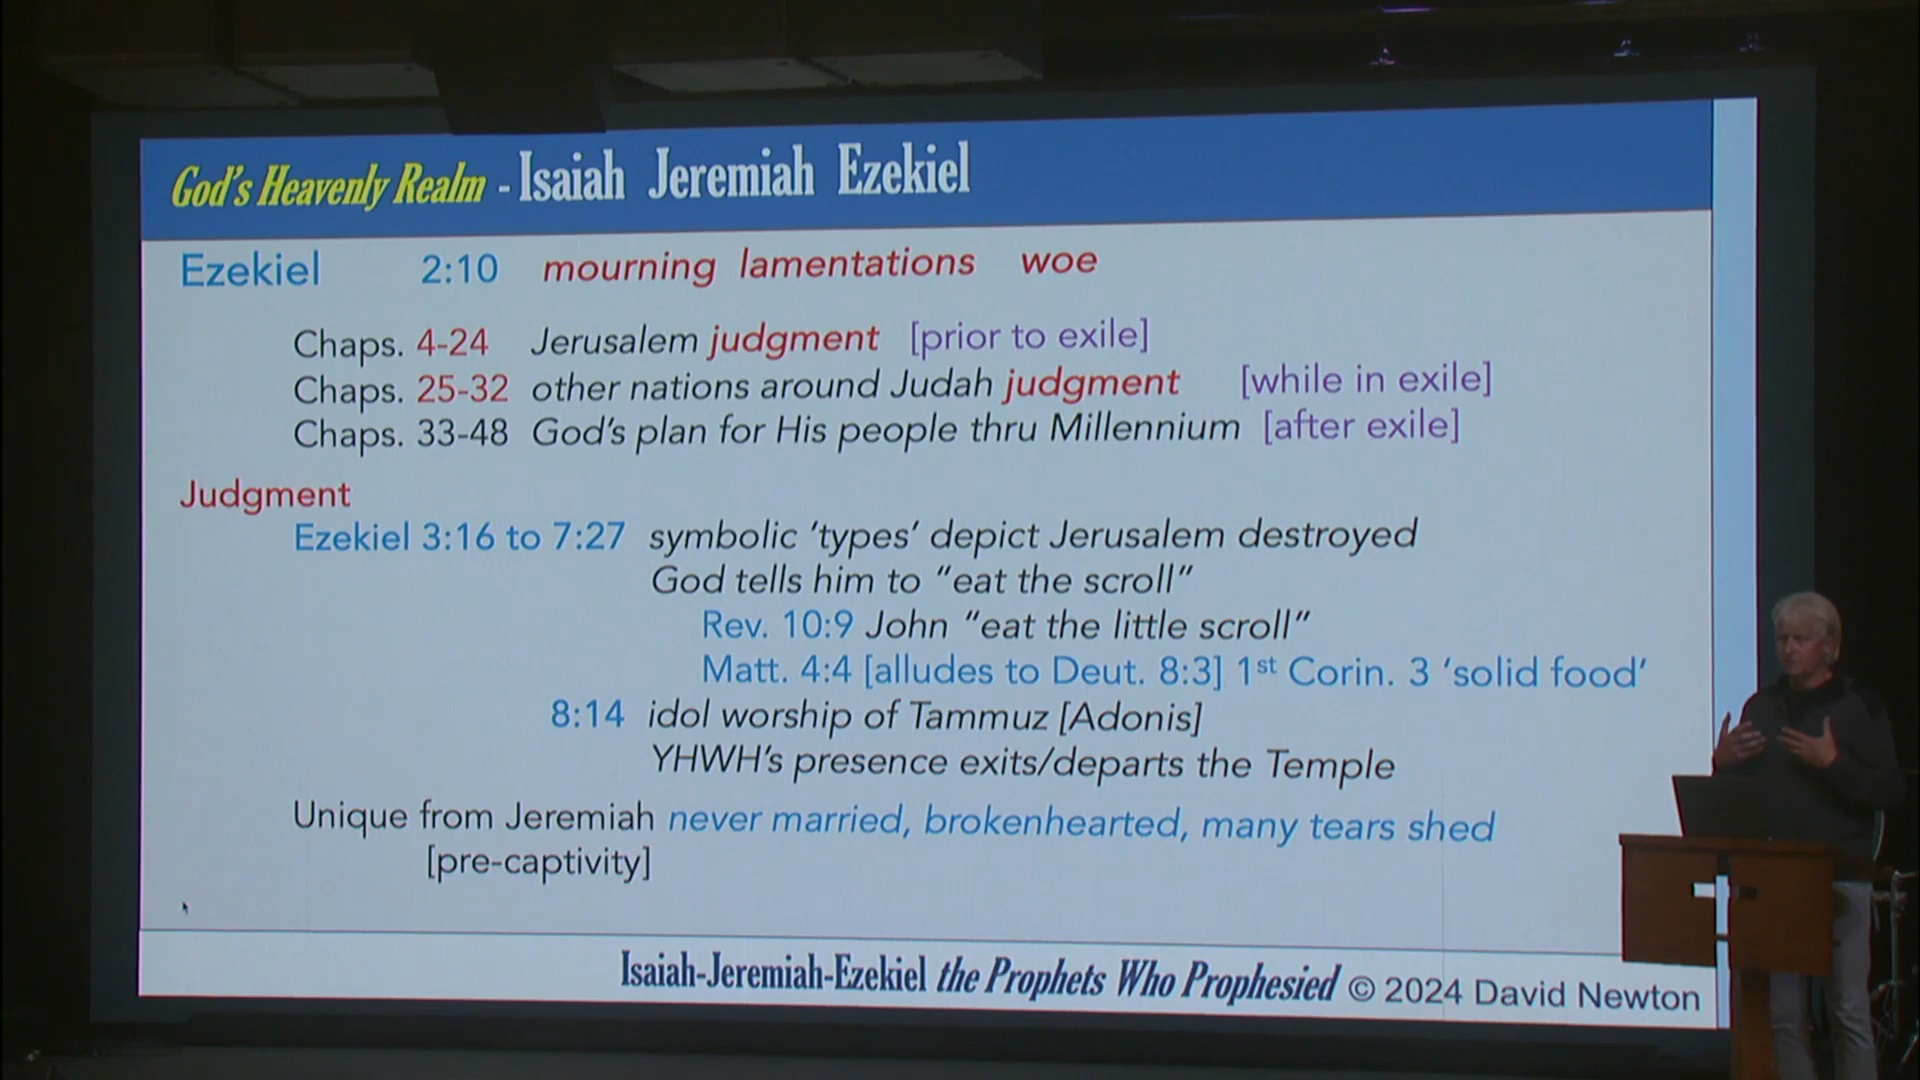 God's Heavenly Realm - Isaiah Jeremiah Ezekiel
Ezekiel 2:10 mourning lamentations woe
Chaps. 4-24 Jerusalem judgment [prior to exile]
Chaps. 25-32 other nations around Judah judgment [while in exile]
Chaps. 33-48 God's plan for His people thru Millennium [after exile]
Judgment
Ezekiel 3:16 to 7:27 symbolic 'types' depict Jerusalem destroyed
God tells him to "eat the scroll"
Rev. 10:9 John "eat the little scroll"
Matt. 4:4 [alludes to Deut. 8:3] 1st Corin. 3 'solid food'
8:14 idol worship of Tammuz [Adonis]
YHWH's presence exits/departs the Temple
Unique from Jeremiah never married, brokenhearted, many tears shed
[pre-captivity]
Isaiah-Jeremiah-Ezekiel the Prophets Who Prophesied © 2024 David Newton